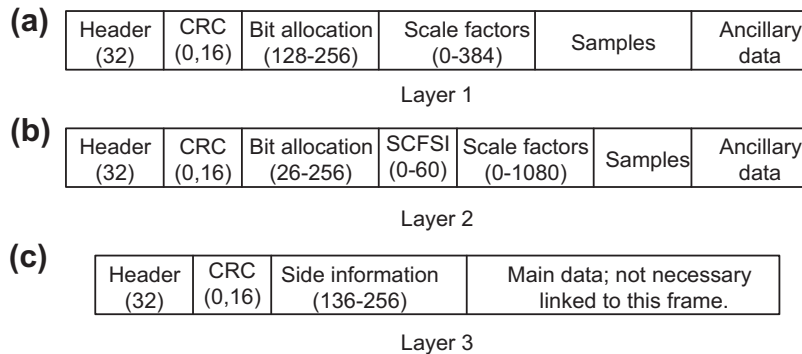 (a)
Header CRC Bit allocation Scale factors Samples Ancillary
(32) (0,16) (128-256) (0-384) data
Layer 1
(b)
Header CRC Bit allocation SCFSI Scale factors Samples Ancillary
(32) (0,16) (26-256) (0-60) (0-1080) data
Layer 2
(c)
Header CRC Side information Main data; not necessary
(32) (0,16) (136-256) linked to this frame.
Layer 3